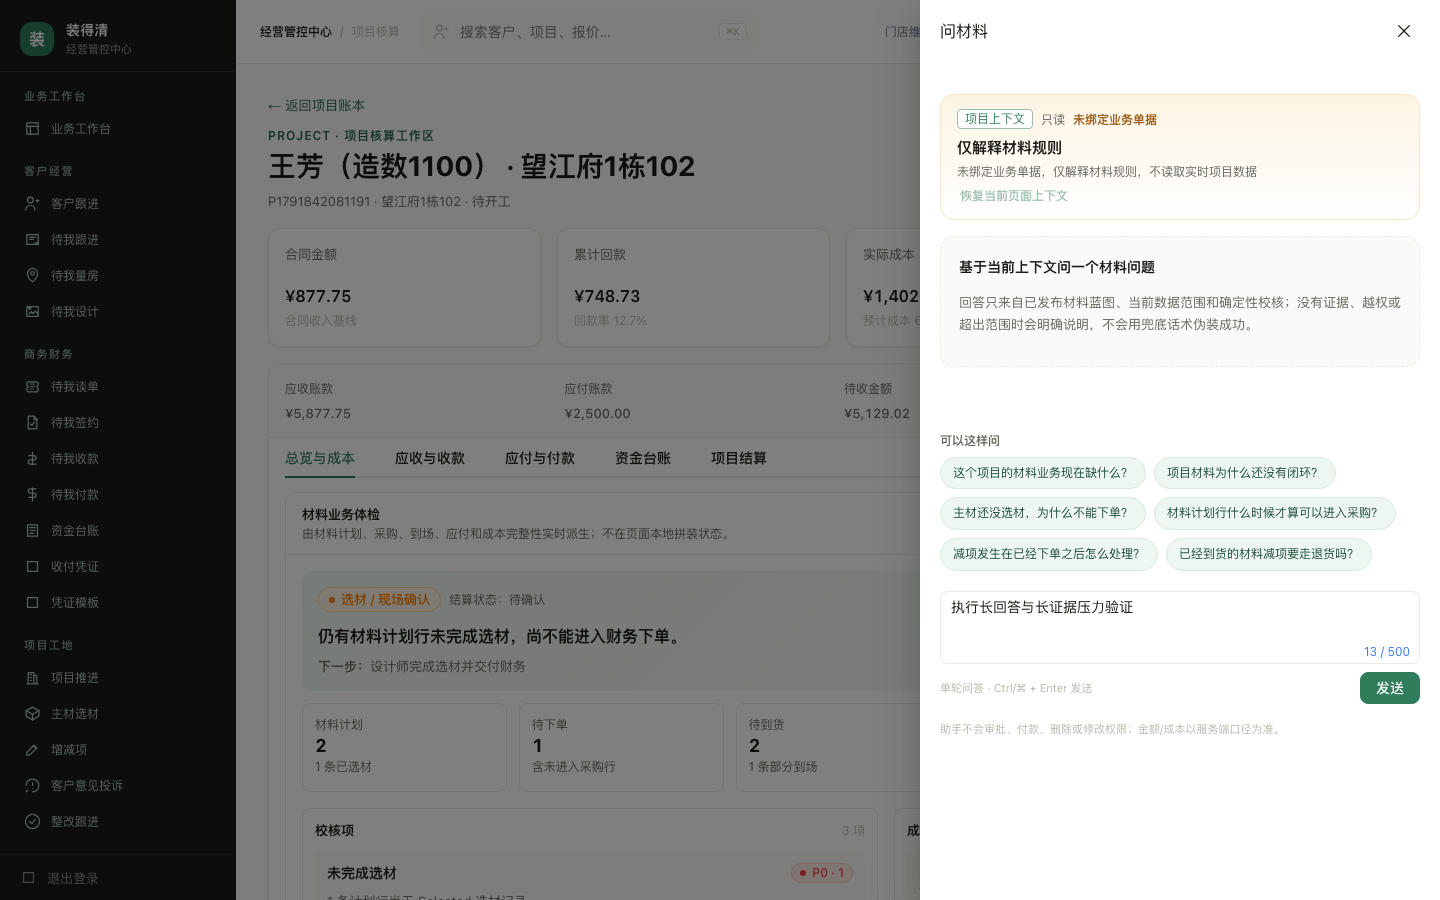 装
装得清
经营管控中心
业务工作台
业务工作台
客户经营
客户跟进
待我跟进
待我量房
待我设计
商务财务
待我谈单
待我签约
待我收款
待我付款
资金台账
收付凭证
凭证模板
项目工地
项目推进
主材选材
增减项
客户意见投诉
整改跟进
退出登录
经营管控中心 / 项目核算
搜索客户、项目、报价...
⌘K
门店维
← 返回项目账本
PROJECT · 项目核算工作区
王芳（造数1100） · 望江府1栋102
P1791842081191 · 望江府1栋102 · 待开工
合同金额
¥877.75
合同收入基线
累计回款
¥748.73
回款率 12.7%
实际成本
¥1,402
预计成本 6
应收账款
¥5,877.75
应付账款
¥2,500.00
待收金额
¥5,129.02
总览与成本
应收与收款
应付与付款
资金台账
项目结算
材料业务体检
由材料计划、采购、到场、应付和成本完整性实时派生；不在页面本地拼装状态。
选材 / 现场确认
结算状态：待确认
仍有材料计划行未完成选材，尚不能进入财务下单。
下一步：设计师完成选材并交付财务
材料计划
2
1 条已选材
待下单
1
含未进入采购行
待到货
2
1 条部分到场
校核项
3 项
成
未完成选材
P0 · 1
1 条计划行尚无 Selected 选材记录
问材料
项目上下文
只读
未绑定业务单据
仅解释材料规则
未绑定业务单据，仅解释材料规则，不读取实时项目数据
恢复当前页面上下文
基于当前上下文问一个材料问题
回答只来自已发布材料蓝图、当前数据范围和确定性校核；没有证据、越权或
超出范围时会明确说明，不会用兜底话术伪装成功。
可以这样问
这个项目的材料业务现在缺什么？
项目材料为什么还没有闭环？
主材还没选材，为什么不能下单？
材料计划行什么时候才算可以进入采购？
减项发生在已经下单之后怎么处理？
已经到货的材料减项要走退货吗？
执行长回答与长证据压力验证
13 / 500
单轮问答 · Ctrl/⌘ + Enter 发送
发送
助手不会审批、付款、删除或修改权限；金额/成本以服务端口径为准。